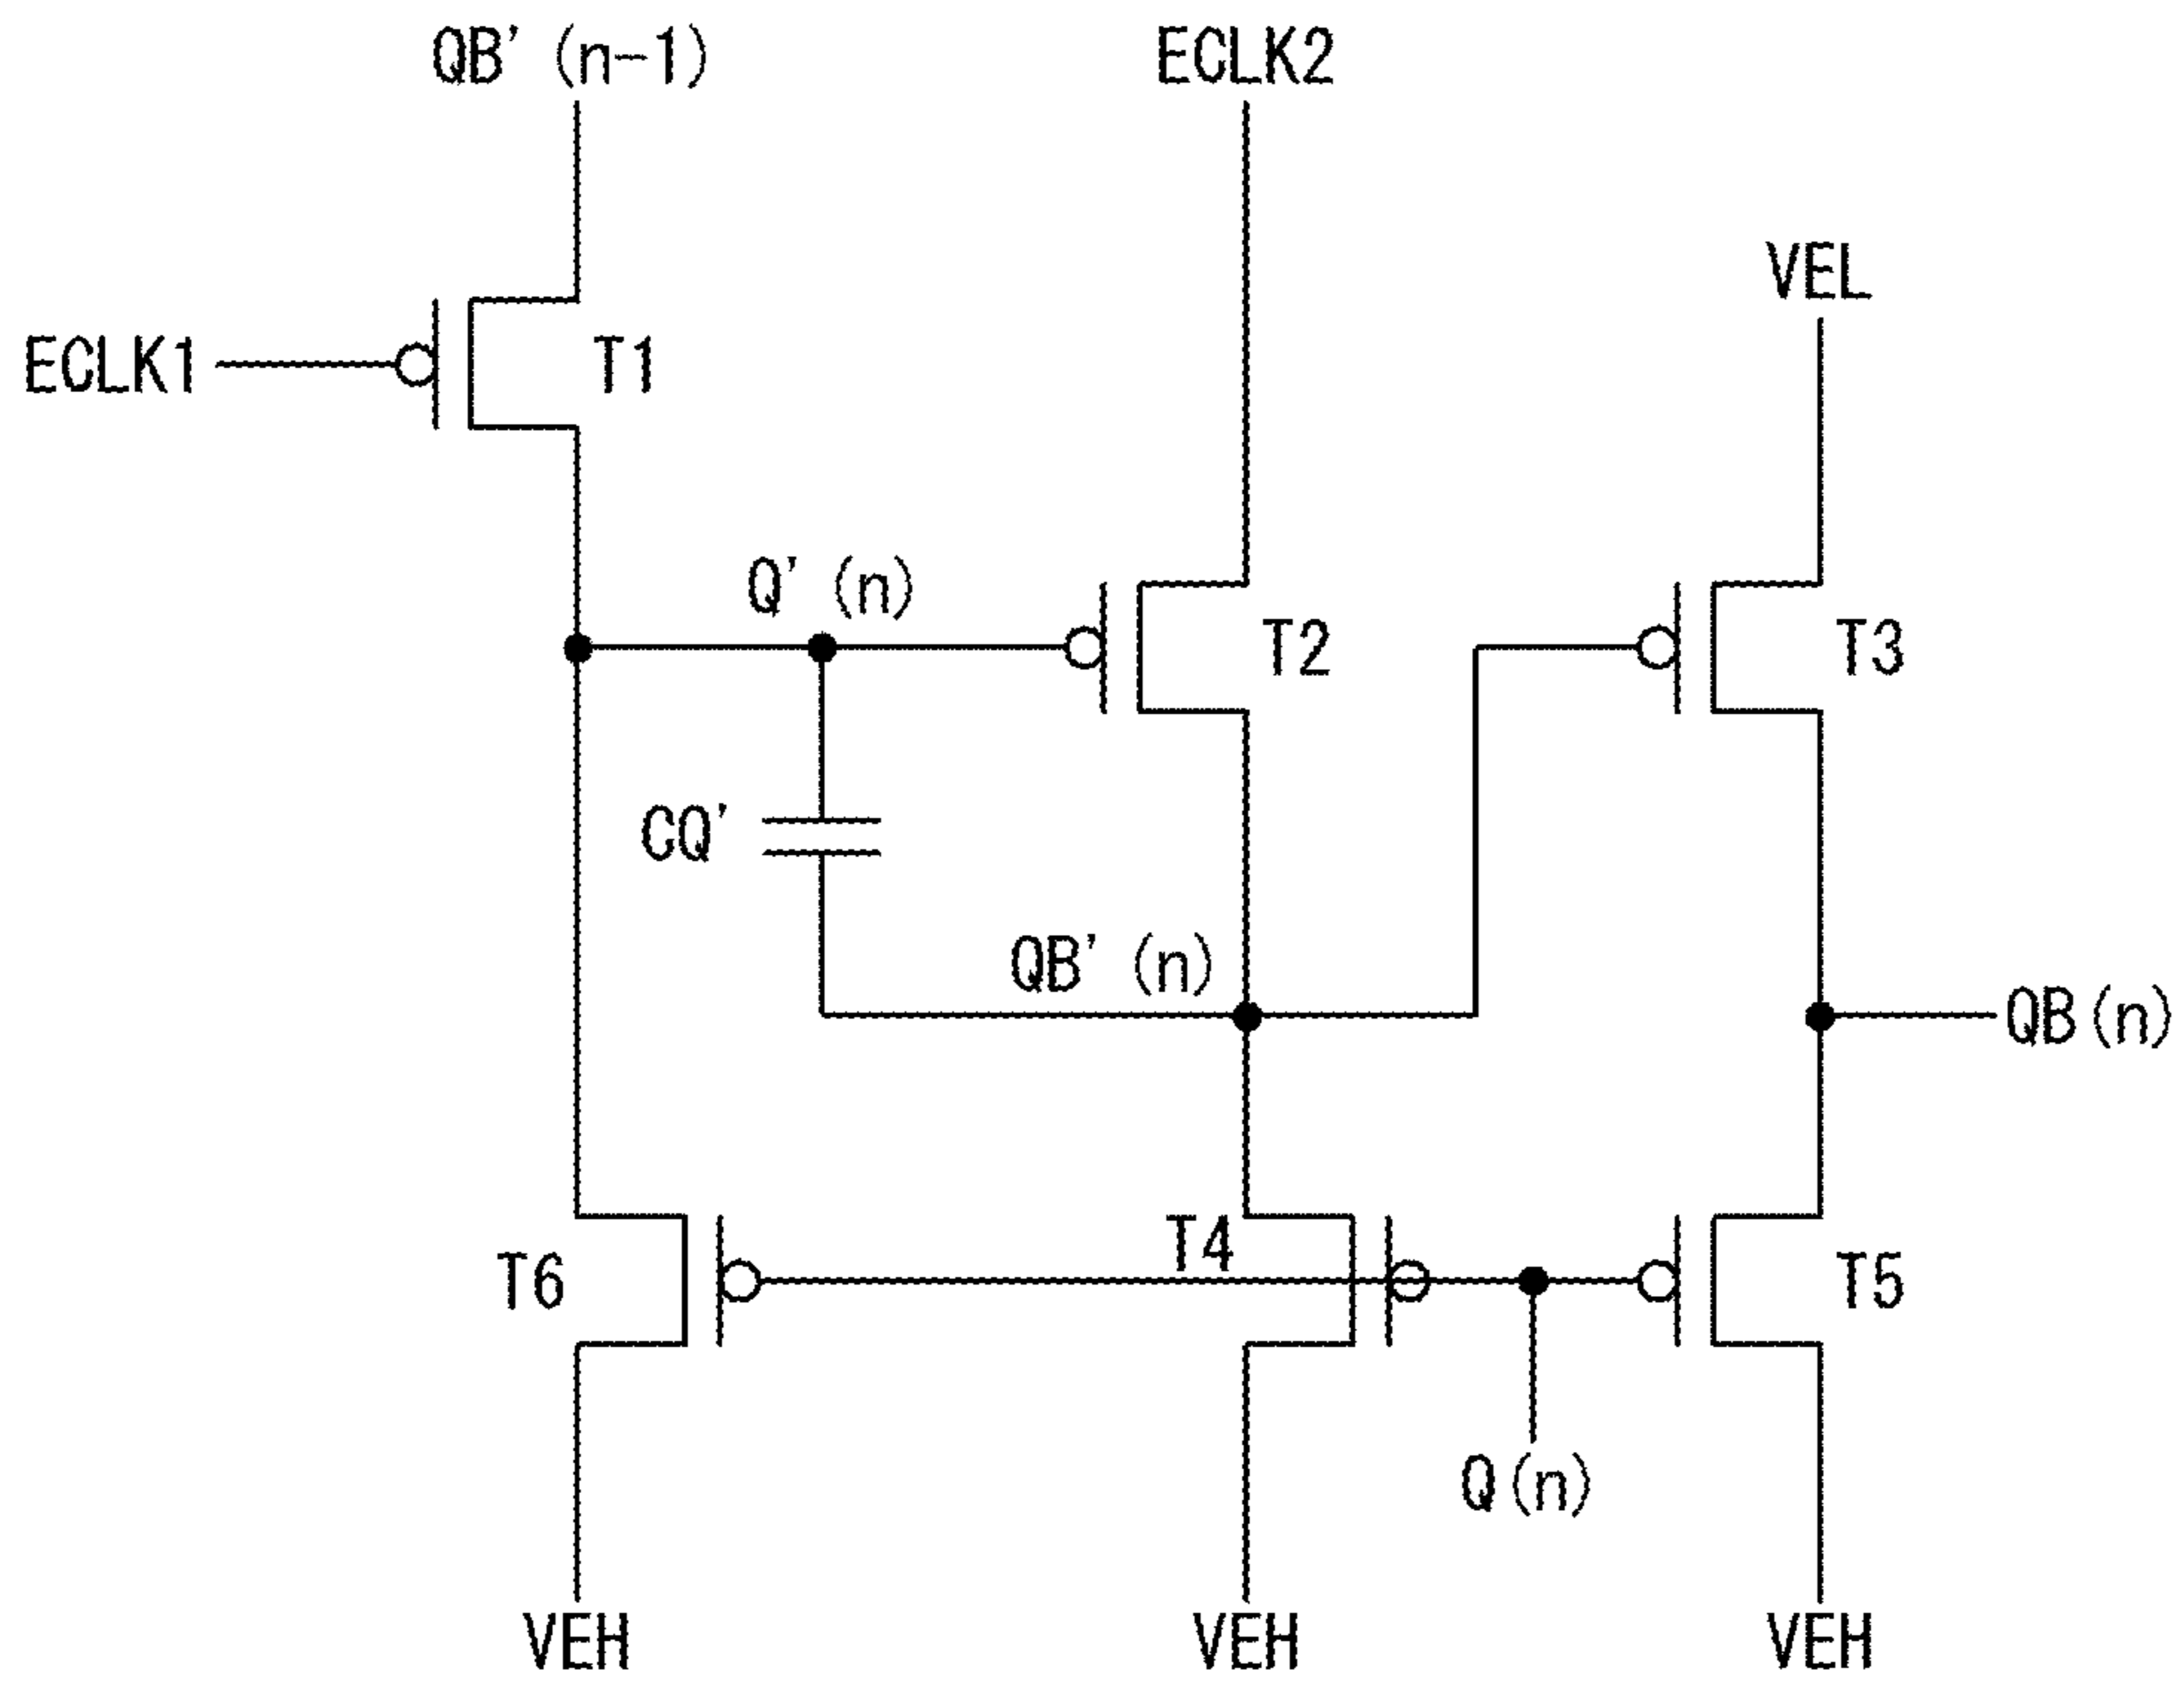 QB' (n-1)
ECLK2
VEL
ECLK1
T1
Q' (n)
T2
T3
CQ'
QB' (n)
QB (n)
T4
T6
T5
Q (n)
VEH
VEH
VEH